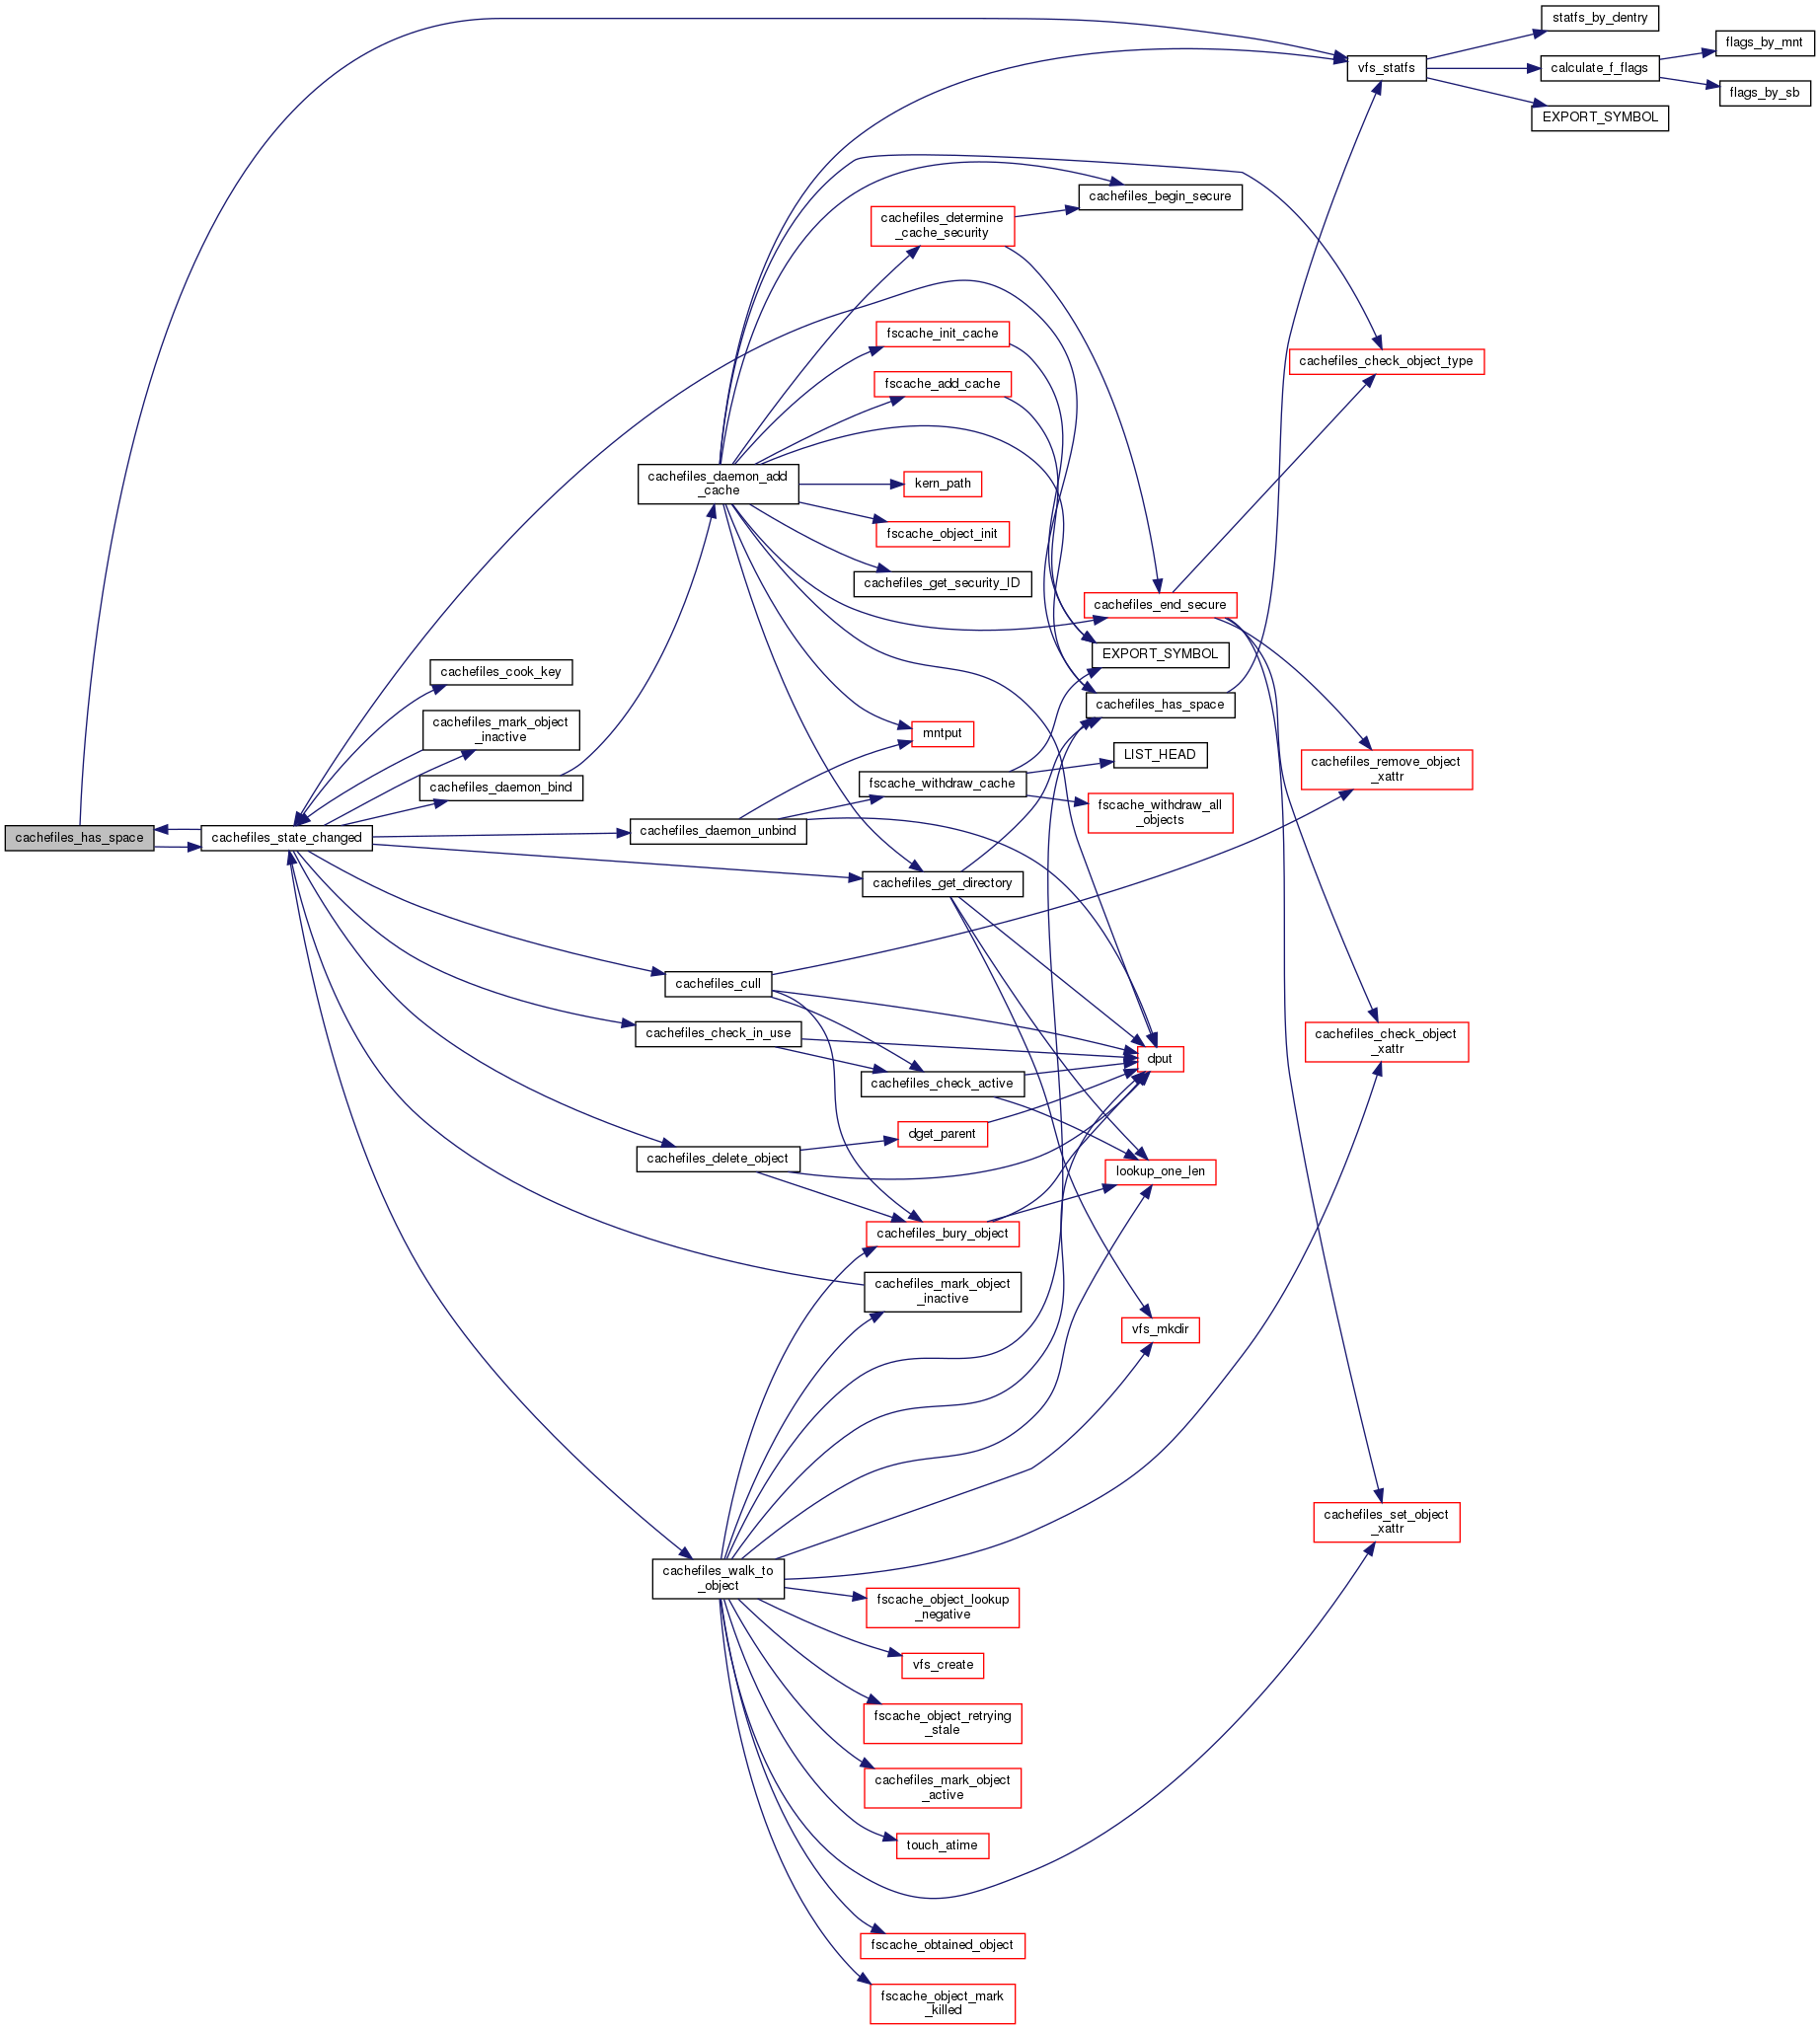 statfs_by_dentry
flags_by_mnt
vfs_statfs
calculate_f_flags
flags_by_sb
EXPORT_SYMBOL
cachefiles_begin_secure
cachefiles_determine
_cache_security
fscache_init_cache
cachefiles_check_object_type
fscache_add_cache
cachefiles_daemon_add
_cache
kern_path
fscache_object_init
cachefiles_get_security_ID
cachefiles_end_secure
EXPORT_SYMBOL
cachefiles_cook_key
cachefiles_has_space
cachefiles_mark_object
_inactive
mntput
LIST_HEAD
cachefiles_remove_object
_xattr
cachefiles_daemon_bind
fscache_withdraw_cache
fscache_withdraw_all
_objects
cachefiles_has_space
cachefiles_state_changed
cachefiles_daemon_unbind
cachefiles_get_directory
cachefiles_cull
cachefiles_check_in_use
cachefiles_check_object
_xattr
dput
cachefiles_check_active
dget_parent
cachefiles_delete_object
lookup_one_len
cachefiles_bury_object
cachefiles_mark_object
_inactive
vfs_mkdir
cachefiles_set_object
_xattr
cachefiles_walk_to
_object
fscache_object_lookup
_negative
vfs_create
fscache_object_retrying
_stale
cachefiles_mark_object
_active
touch_atime
fscache_obtained_object
fscache_object_mark
_killed